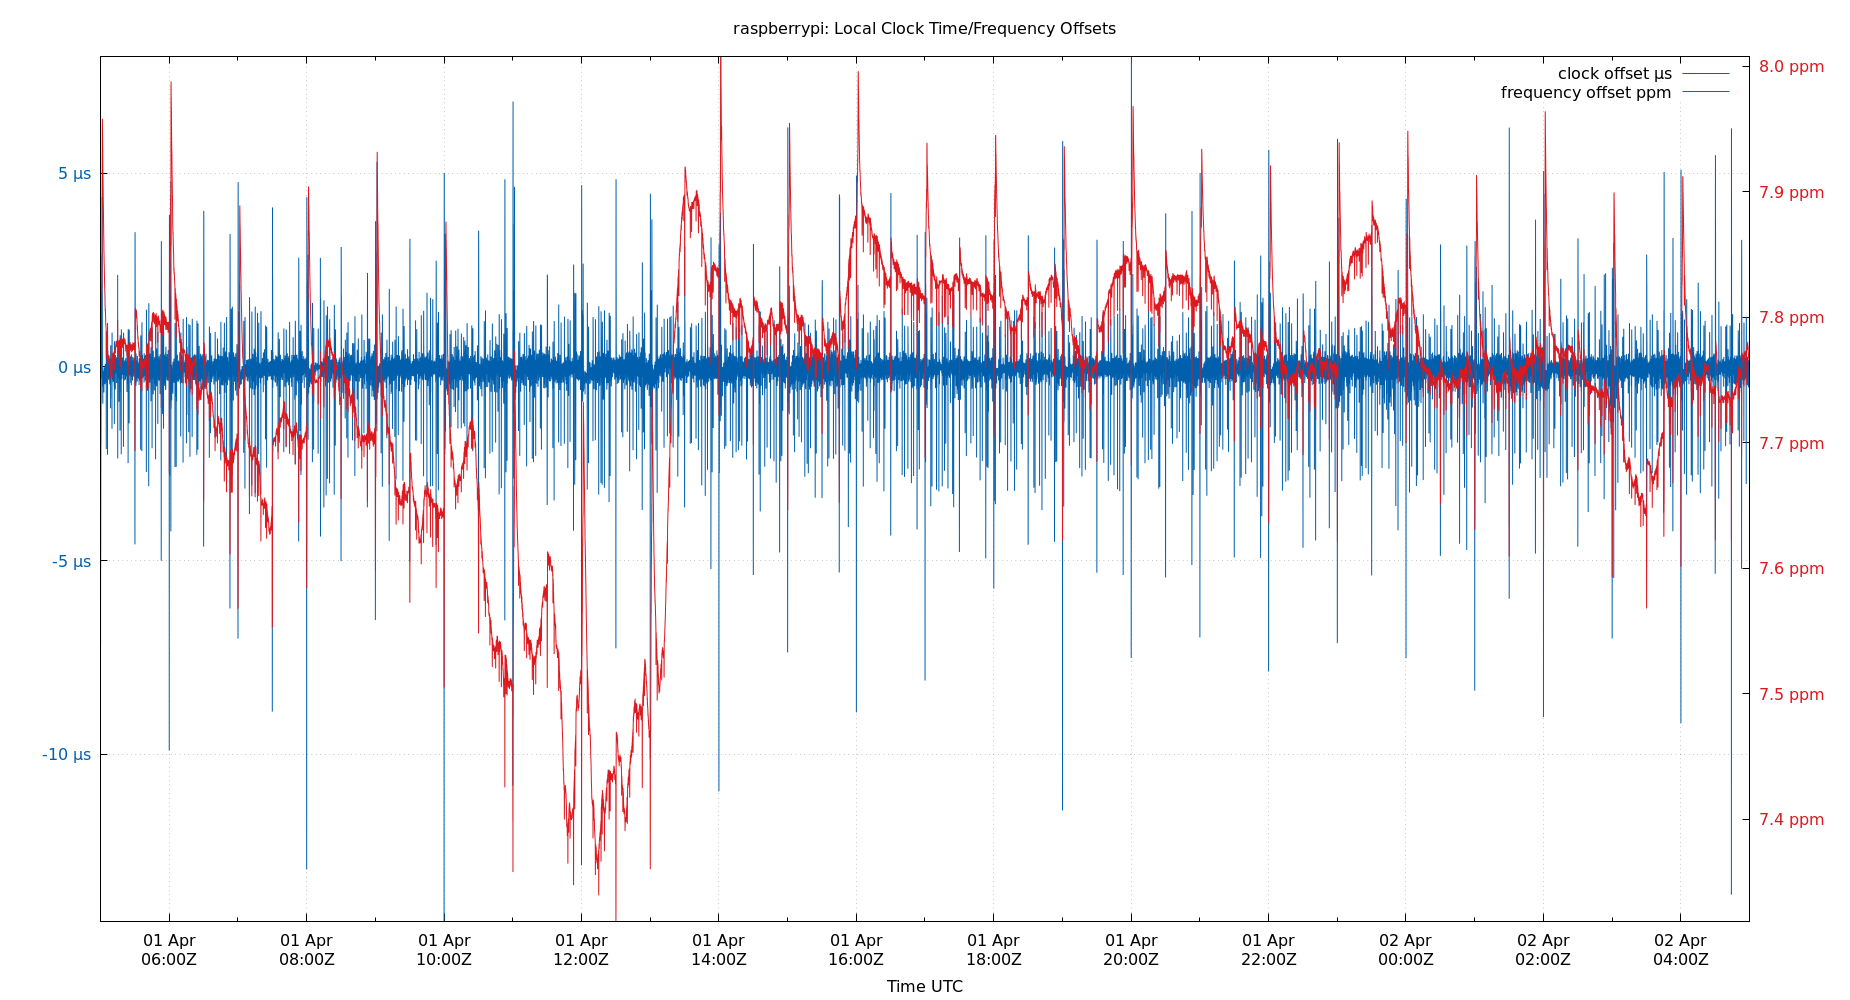 raspberrypi: Local Clock Time/Frequency Offsets
clock offset µs
frequency offset ppm
5 µs
0 µs
-5 µs
-10 µs
8.0 ppm
7.9 ppm
7.8 ppm
7.7 ppm
7.6 ppm
7.5 ppm
7.4 ppm
01 Apr 01 Apr 01 Apr 01 Apr 01 Apr 01 Apr 01 Apr 01 Apr 01 Apr 02 Apr 02 Apr 02 Apr
06:00Z 08:00Z 10:00Z 12:00Z 14:00Z 16:00Z 18:00Z 20:00Z 22:00Z 00:00Z 02:00Z 04:00Z
Time UTC